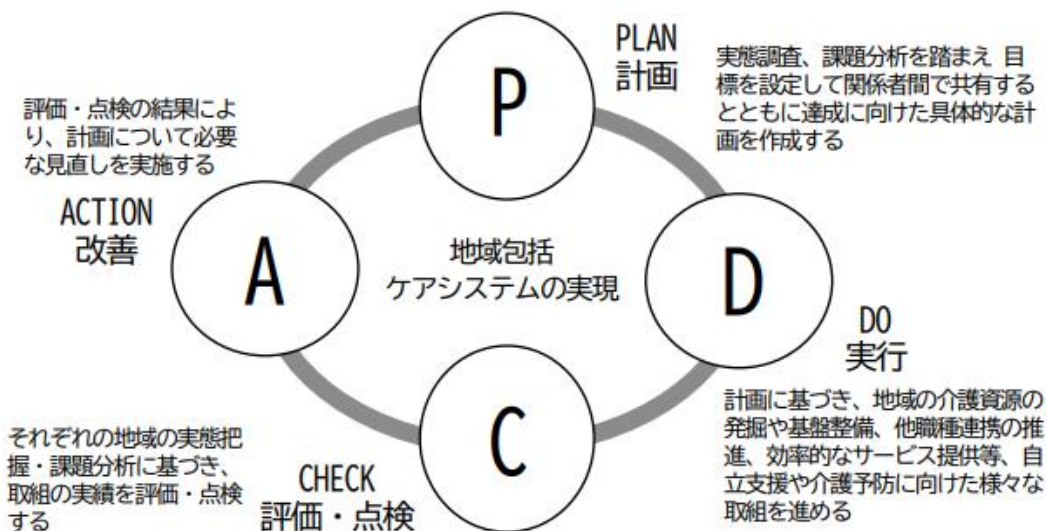 P
PLAN
計画
実態調査、課題分析を踏まえ 目
標を設定して関係者間で共有する
とともに達成に向けた具体的な計
画を作成する
評価・点検の結果によ
り、計画について必要
な見直しを実施する
ACTION
改善
A
地域包括
ケアシステムの実現
D
DO
実行
計画に基づき、地域の介護資源の
発掘や基盤整備、他職種連携の推
進、効率的なサービス提供等、自
立支援や介護予防に向けた様々な
取組を進める
C
CHECK
評価・点検
それぞれの地域の実態把
握・課題分析に基づき、
取組の実績を評価・点検
する